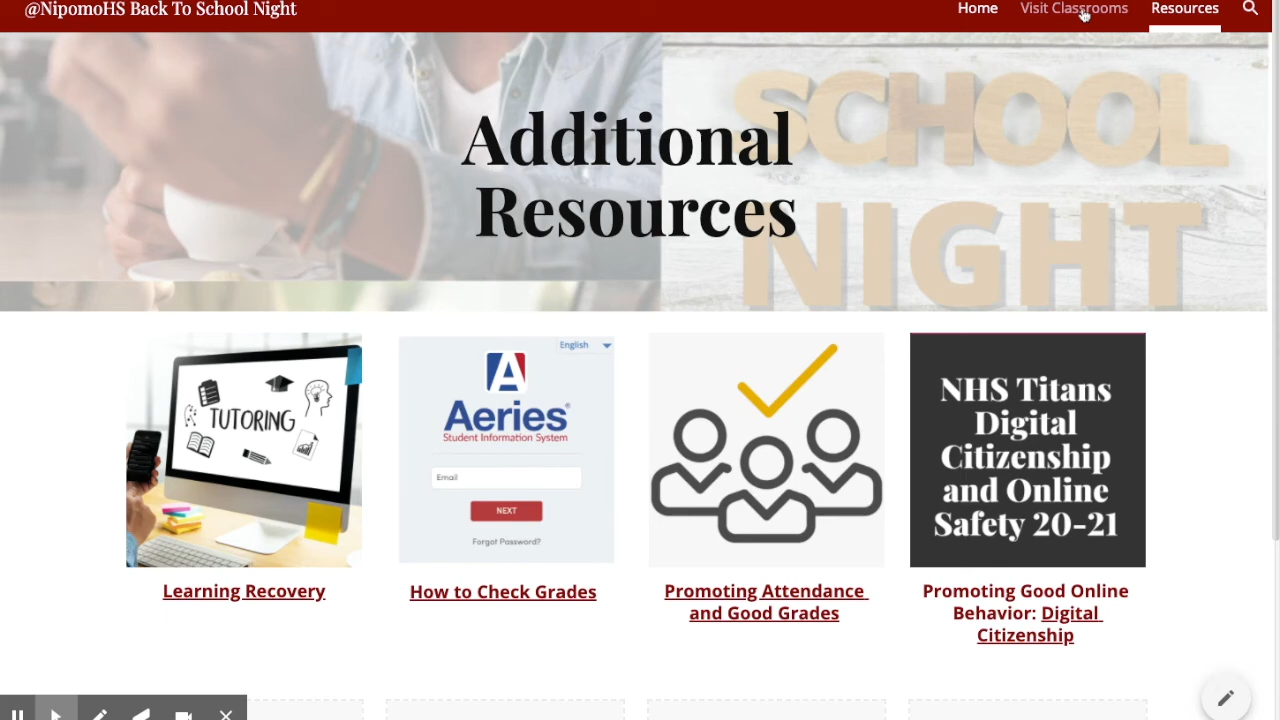 @NipomoHS Back To School Night
Home
Visit Classrooms
Resources
SCHOOL
NIGHT
Additional
Resources
TUTORING
English
A
Aeries®
Student Information System
Email
NEXT
Forgot Password?
NHS Titans
Digital
Citizenship
and Online
Safety 20-21
Learning Recovery
How to Check Grades
Promoting Attendance
and Good Grades
Promoting Good Online
Behavior: Digital
Citizenship